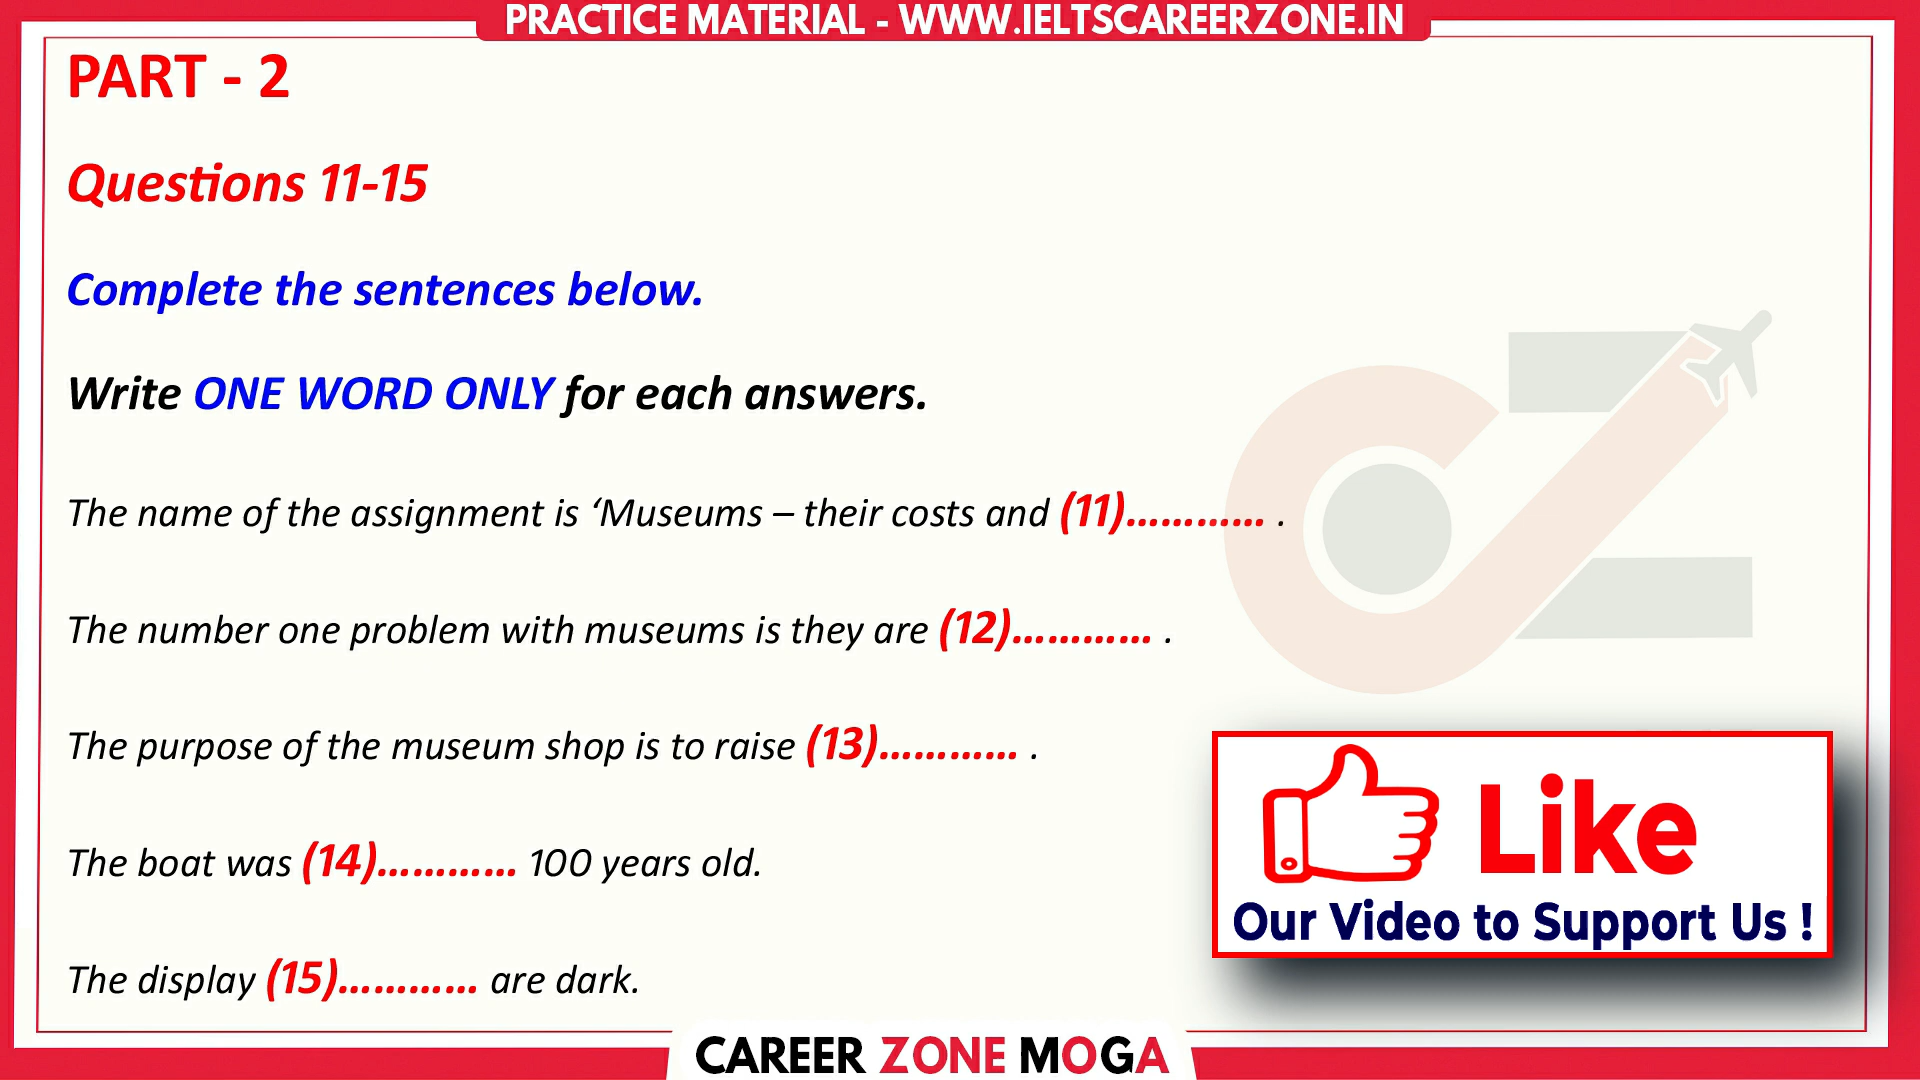 PRACTICE MATERIAL - WWW.IELTSCAREERZONE.IN
PART - 2
Questions 11-15
Complete the sentences below.
Write ONE WORD ONLY for each answers.
The name of the assignment is ‘Museums – their costs and (11)………… .
The number one problem with museums is they are (12)………… .
The purpose of the museum shop is to raise (13)………… .
The boat was (14)………… 100 years old.
The display (15)………… are dark.
Like
Our Video to Support Us !
CAREER ZONE MOGA